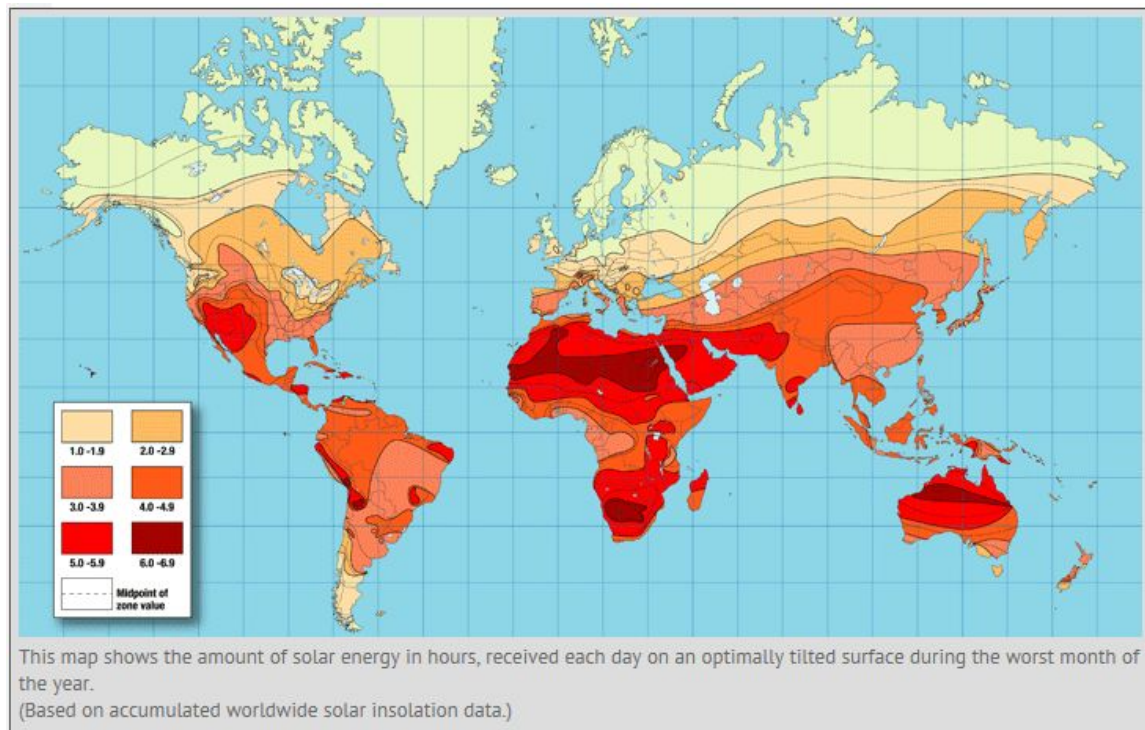 1.0 -1.9 2.0 -2.9
3.0 -3.9 4.0 -4.9
5.0 -5.9 6.0 -6.9
Midpoint of
zone value
This map shows the amount of solar energy in hours, received each day on an optimally tilted surface during the worst month of
the year.
(Based on accumulated worldwide solar insolation data.)